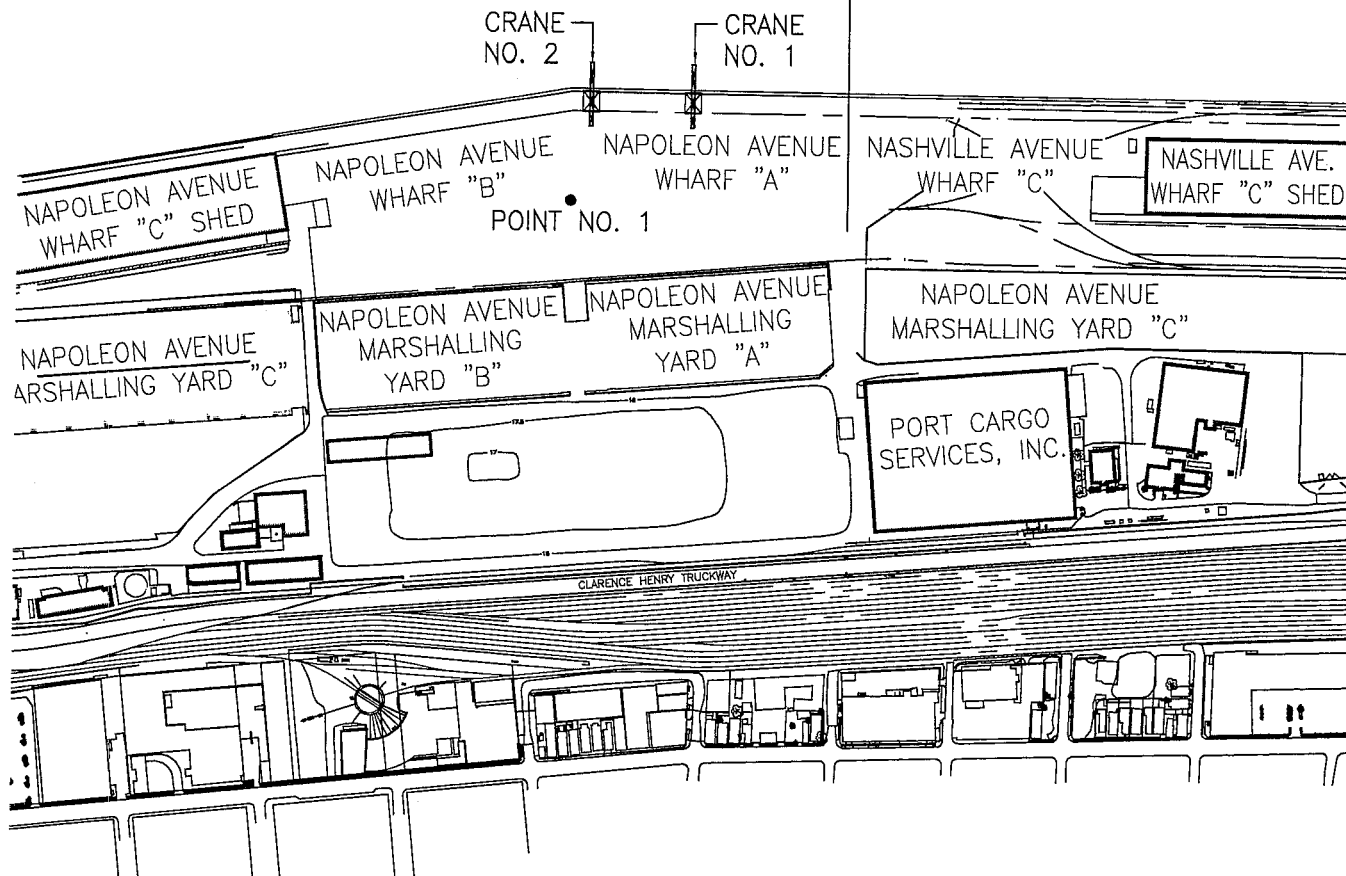 CRANE
NO. 2
CRANE
NO. 1
NAPOLEON AVENUE
WHARF "C" SHED
NAPOLEON AVENUE
WHARF "B"
NAPOLEON AVENUE
WHARF "A"
NASHVILLE AVENUE
WHARF "C"
NASHVILLE AVE.
WHARF "C" SHED
POINT NO. 1
NAPOLEON AVENUE
MARSHALLING YARD "C"
NAPOLEON AVENUE
MARSHALLING
YARD "B"
NAPOLEON AVENUE
MARSHALLING
YARD "A"
NAPOLEON AVENUE
ARSHALLING YARD "C"
PORT CARGO
SERVICES, INC.
17
CLARENCE HENRY TRUCKWAY